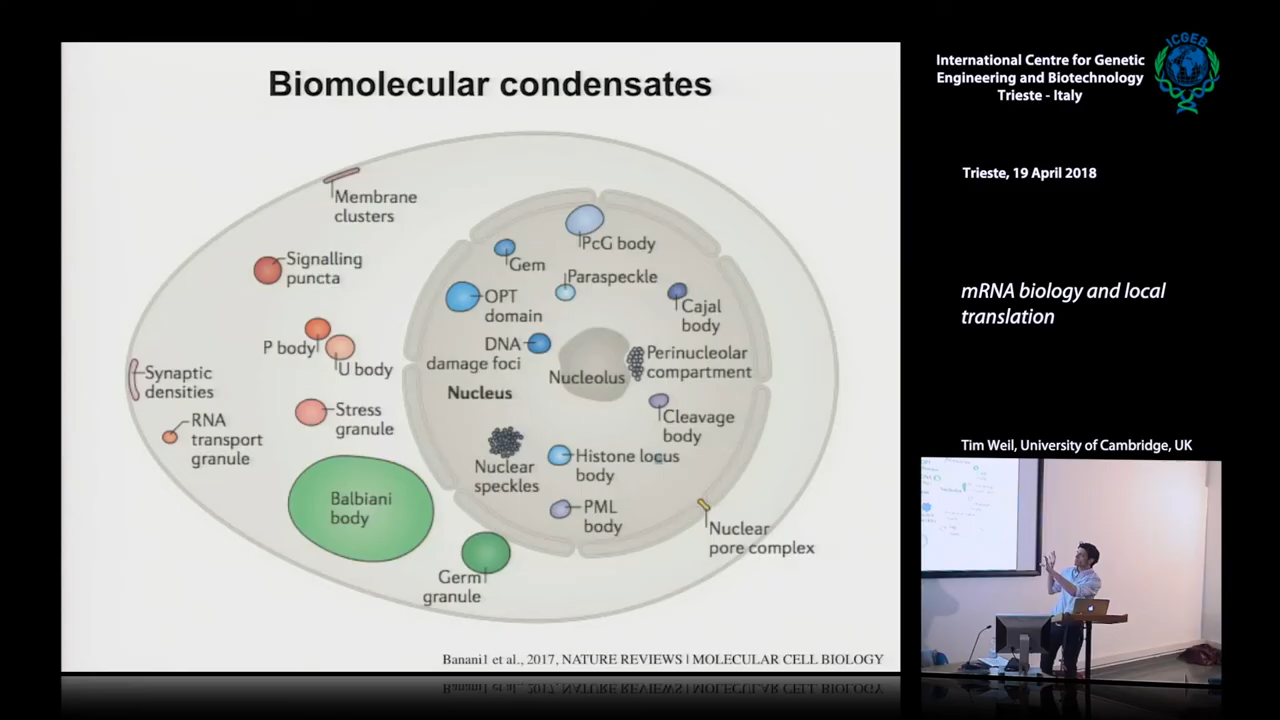 Biomolecular condensates
Membrane
clusters
Signalling
puncta
P body
U body
Synaptic
densities
RNA
transport
granule
Stress
granule
Balbiani
body
Germ
granule
PcG body
Gem
Paraspeckle
OPT
domain
Cajal
body
DNA
damage foci
Nucleolus
Perinucleolar
compartment
Nucleus
Cleavage
body
Nuclear
speckles
Histone locus
body
PML
body
Nuclear
pore complex
Banani1 et al., 2017, NATURE REVIEWS | MOLECULAR CELL BIOLOGY
International Centre for Genetic
Engineering and Biotechnology
Trieste - Italy
ICGEB
Trieste, 19 April 2018
mRNA biology and local
translation
Tim Weil, University of Cambridge, UK